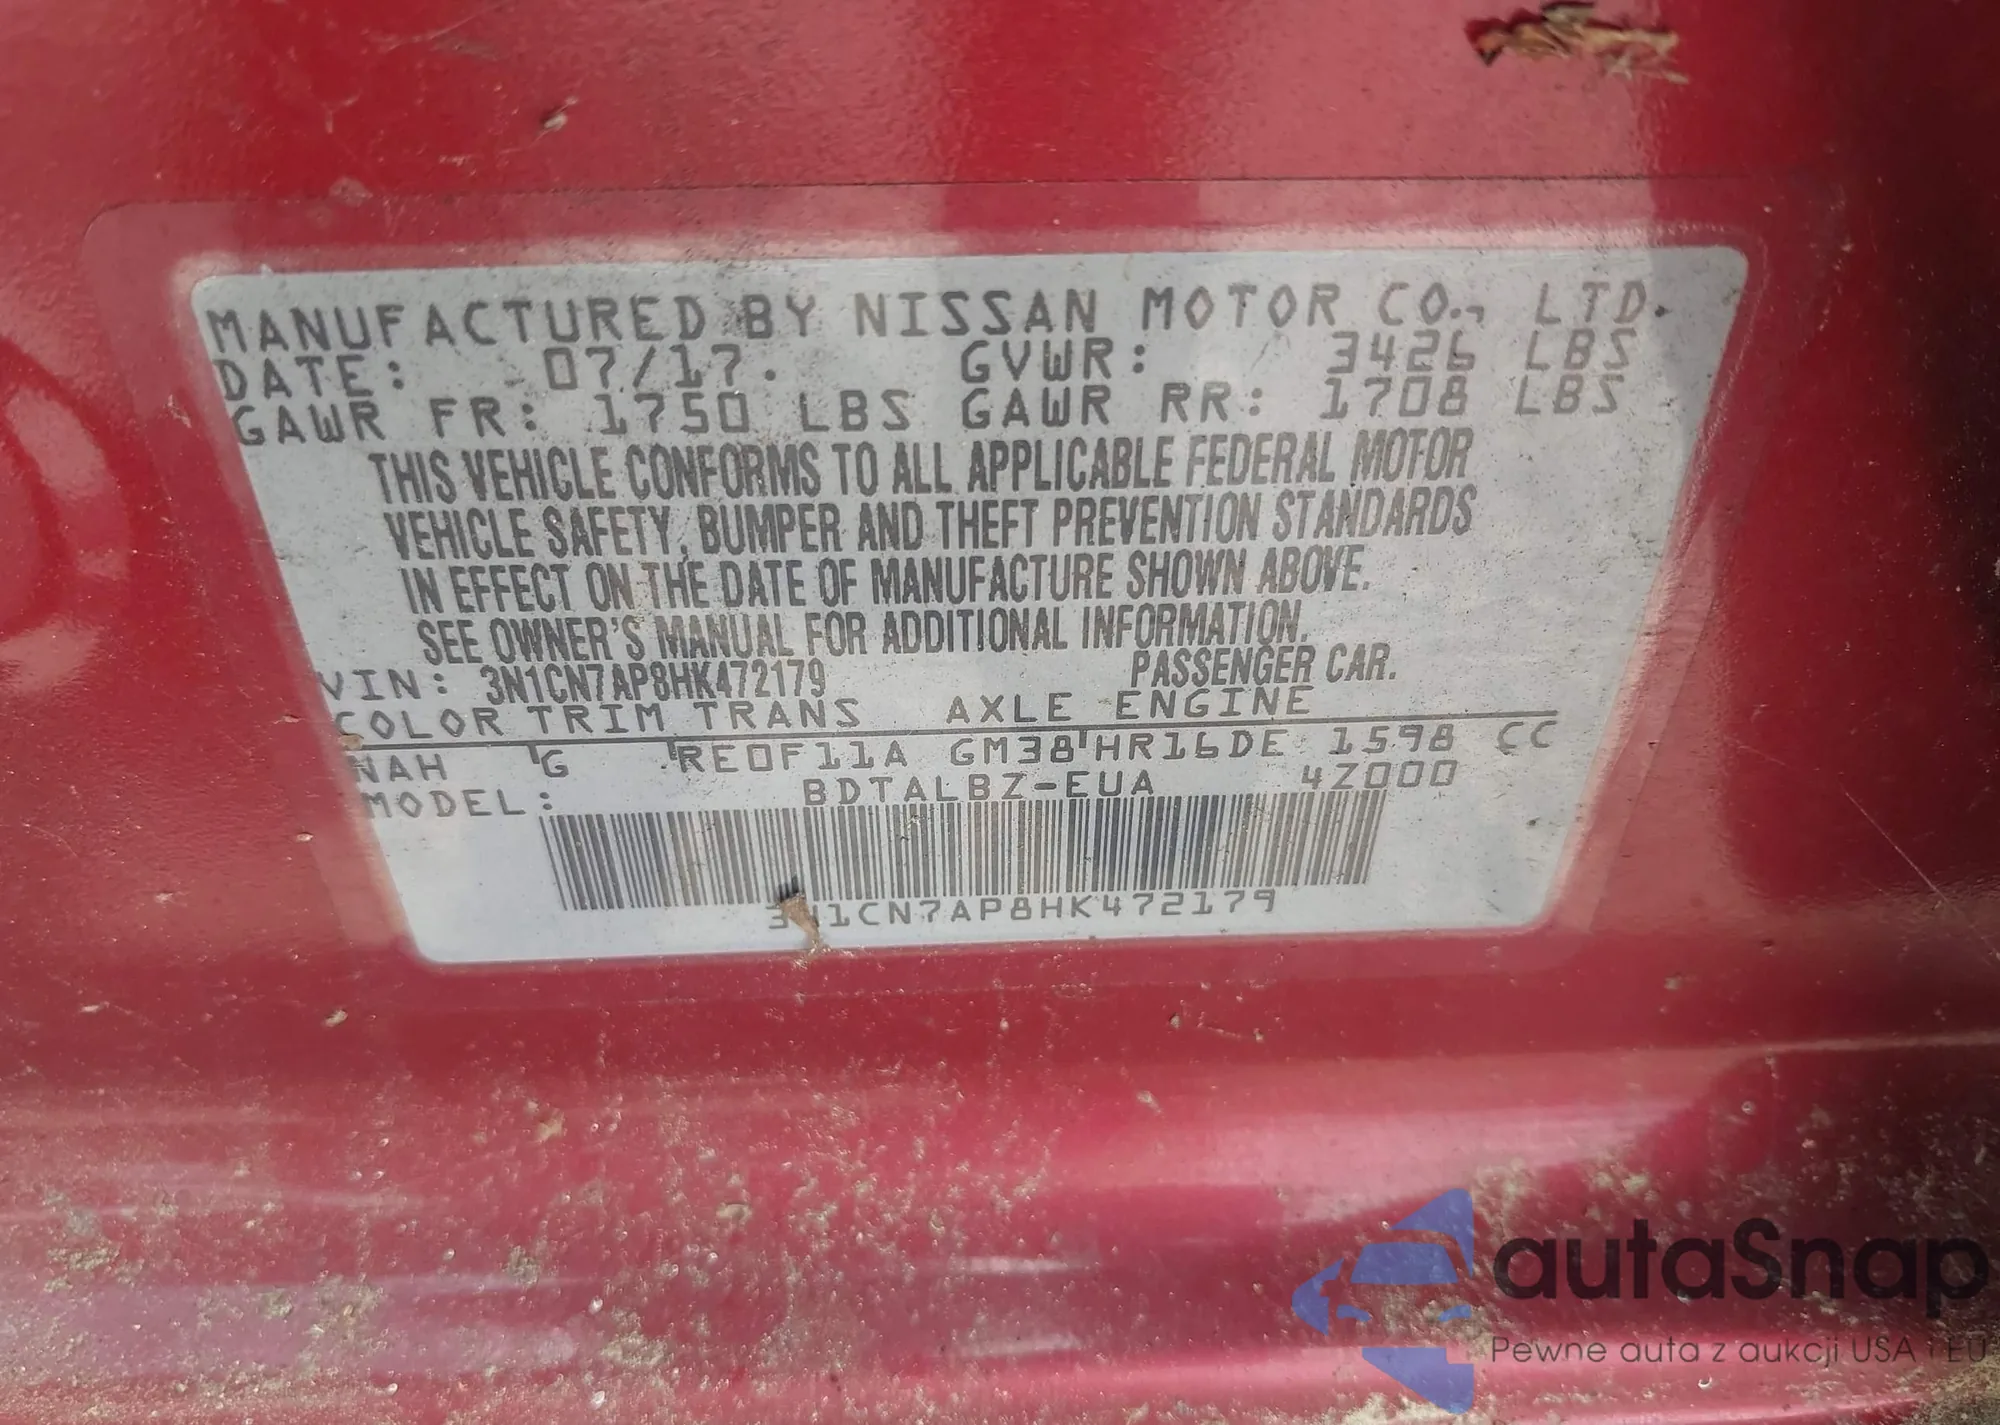 MANUFACTURED BY NISSAN MOTOR CO., LTD.
DATE: 07/17. GVWR: 3426 LBS
GAWR FR: 1750 LBS GAWR RR: 1708 LBS
THIS VEHICLE CONFORMS TO ALL APPLICABLE FEDERAL MOTOR
VEHICLE SAFETY, BUMPER AND THEFT PREVENTION STANDARDS
IN EFFECT ON THE DATE OF MANUFACTURE SHOWN ABOVE.
SEE OWNER'S MANUAL FOR ADDITIONAL INFORMATION.
VIN: 3N1CN7AP8HK472179 PASSENGER CAR.
COLOR TRIM TRANS AXLE ENGINE
NAH G RE0F11A GM38 HR16DE 1598 CC
MODEL: BDTALBZ-EUA 4Z000
3N1CN7AP8HK472179
autaSnap
Pewne auta z aukcji USA i EU